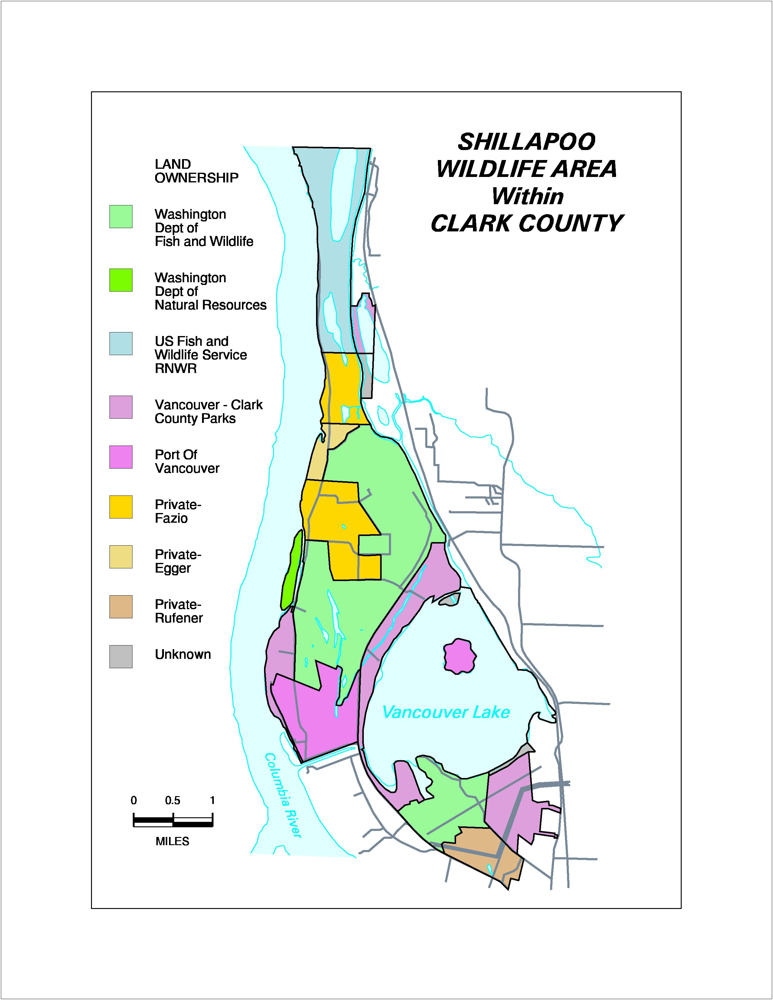 SHILLAPOO
WILDLIFE AREA
Within
CLARK COUNTY
LAND
OWNERSHIP
Washington
Dept of
Fish and Wildlife
Washington
Dept of
Natural Resources
US Fish and
Wildlife Service
RNWR
Vancouver - Clark
County Parks
Port Of
Vancouver
Private-
Fazio
Private-
Egger
Private-
Rufener
Unknown
Vancouver Lake
Columbia River
0 0.5 1
MILES